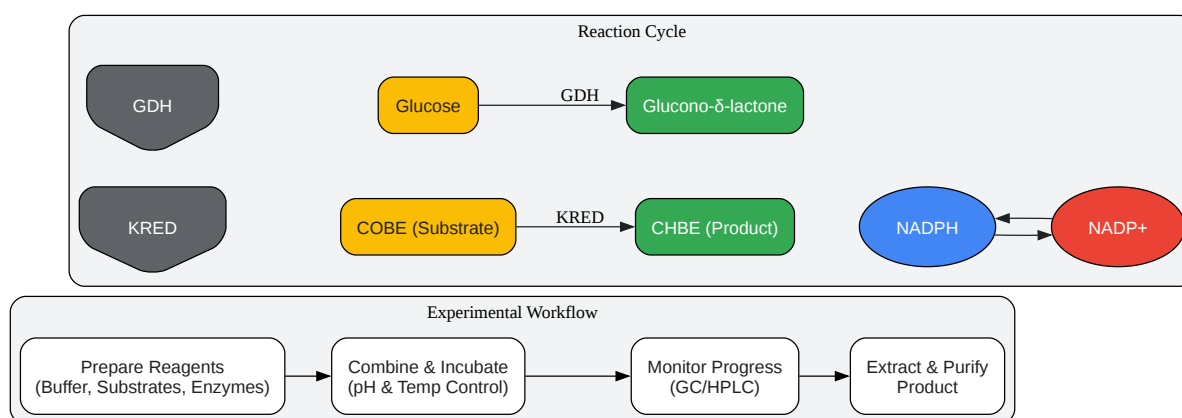 Reaction Cycle
GDH
Glucose
GDH
Glucono-δ-lactone
KRED
COBE (Substrate)
KRED
CHBE (Product)
NADPH
NADP+
Experimental Workflow
Prepare Reagents
(Buffer, Substrates, Enzymes)
Combine & Incubate
(pH & Temp Control)
Monitor Progress
(GC/HPLC)
Extract & Purify
Product